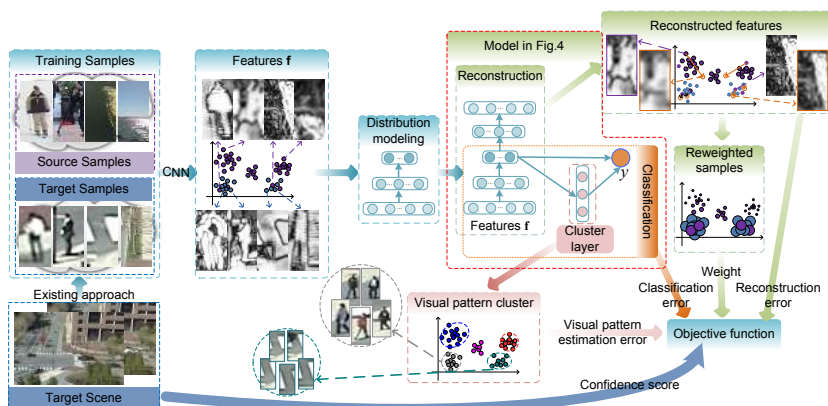 Training Samples
Source Samples
Target Samples
Existing approach
Target Scene
CNN
Features f
Distribution
modeling
Model in Fig.4
Reconstruction
Features f
y
Classification
Cluster
layer
Reconstructed features
Reweighted
samples
Visual pattern cluster
Visual pattern
estimation error
Classification
error
Weight
Reconstruction
error
Objective function
Confidence score